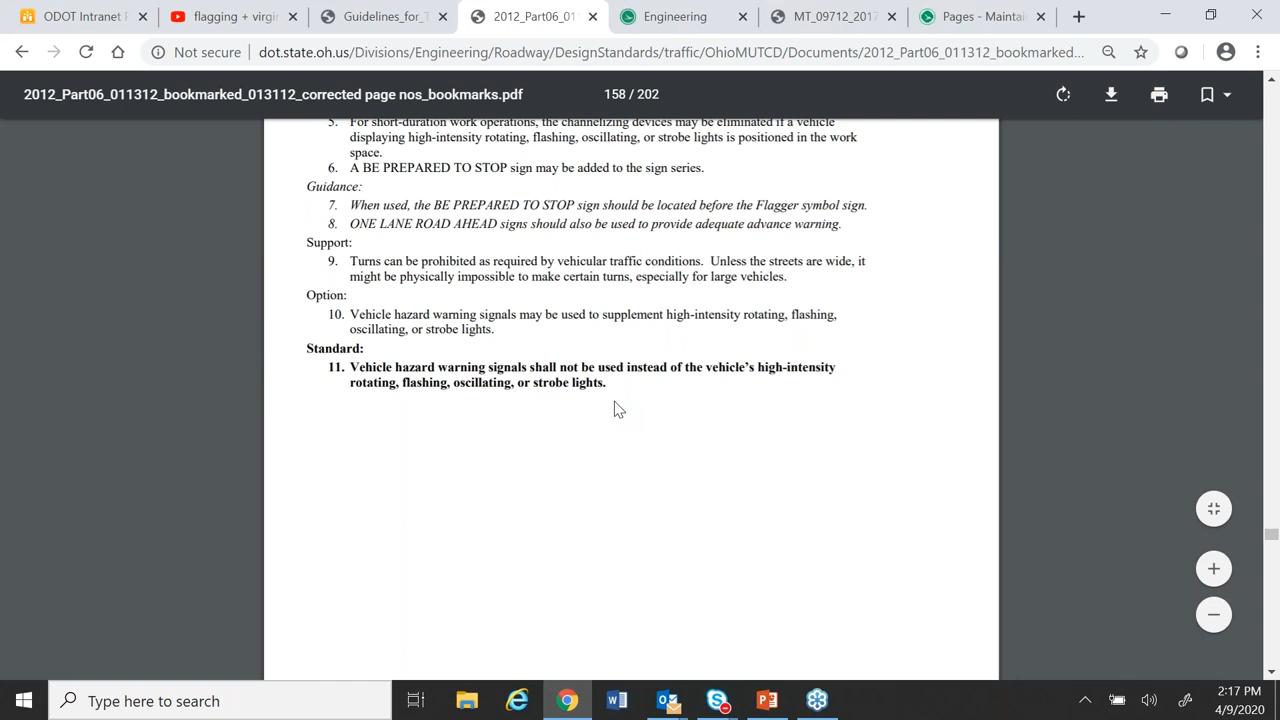 ODOT Intranet
flagging + virgi
Guidelines_for_T
2012_Part06_01
Engineering
MT_09712_2017
Pages - Maintai
Not secure
dot.state.oh.us/Divisions/Engineering/Roadway/DesignStandards/traffic/OhioMUTCD/Documents/2012_Part06_011312_bookmarked...
2012_Part06_011312_bookmarked_013112_corrected page nos_bookmarks.pdf
158 / 202
5. For short-duration work operations, the channelizing devices may be eliminated if a vehicle
displaying high-intensity rotating, flashing, oscillating, or strobe lights is positioned in the work
space.
6. A BE PREPARED TO STOP sign may be added to the sign series.
Guidance:
7. When used, the BE PREPARED TO STOP sign should be located before the Flagger symbol sign.
8. ONE LANE ROAD AHEAD signs should also be used to provide adequate advance warning.
Support:
9. Turns can be prohibited as required by vehicular traffic conditions. Unless the streets are wide, it
might be physically impossible to make certain turns, especially for large vehicles.
Option:
10. Vehicle hazard warning signals may be used to supplement high-intensity rotating, flashing,
oscillating, or strobe lights.
Standard:
11. Vehicle hazard warning signals shall not be used instead of the vehicle's high-intensity
rotating, flashing, oscillating, or strobe lights.
Type here to search
2:17 PM
4/9/2020